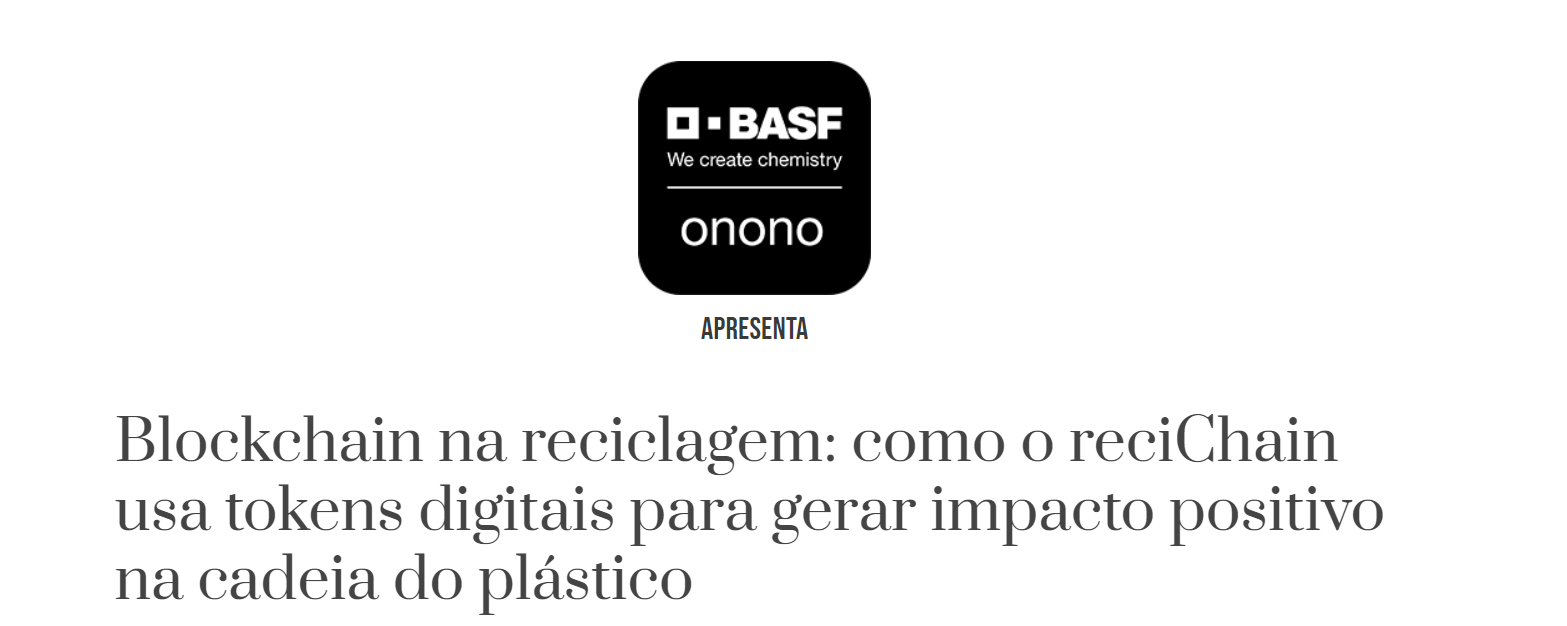 BASF
We create chemistry
onono
APRESENTA
Blockchain na reciclagem: como o reciChain
usa tokens digitais para gerar impacto positivo
na cadeia do plástico